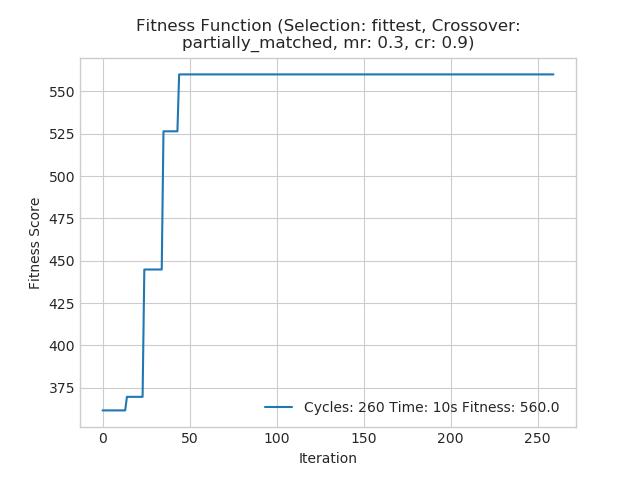 Fitness Function (Selection: fittest, Crossover:
partially_matched, mr: 0.3, cr: 0.9)
Fitness Score
550
525
500
475
450
425
400
375
Cycles: 260 Time: 10s Fitness: 560.0
0 50 100 150 200 250
Iteration